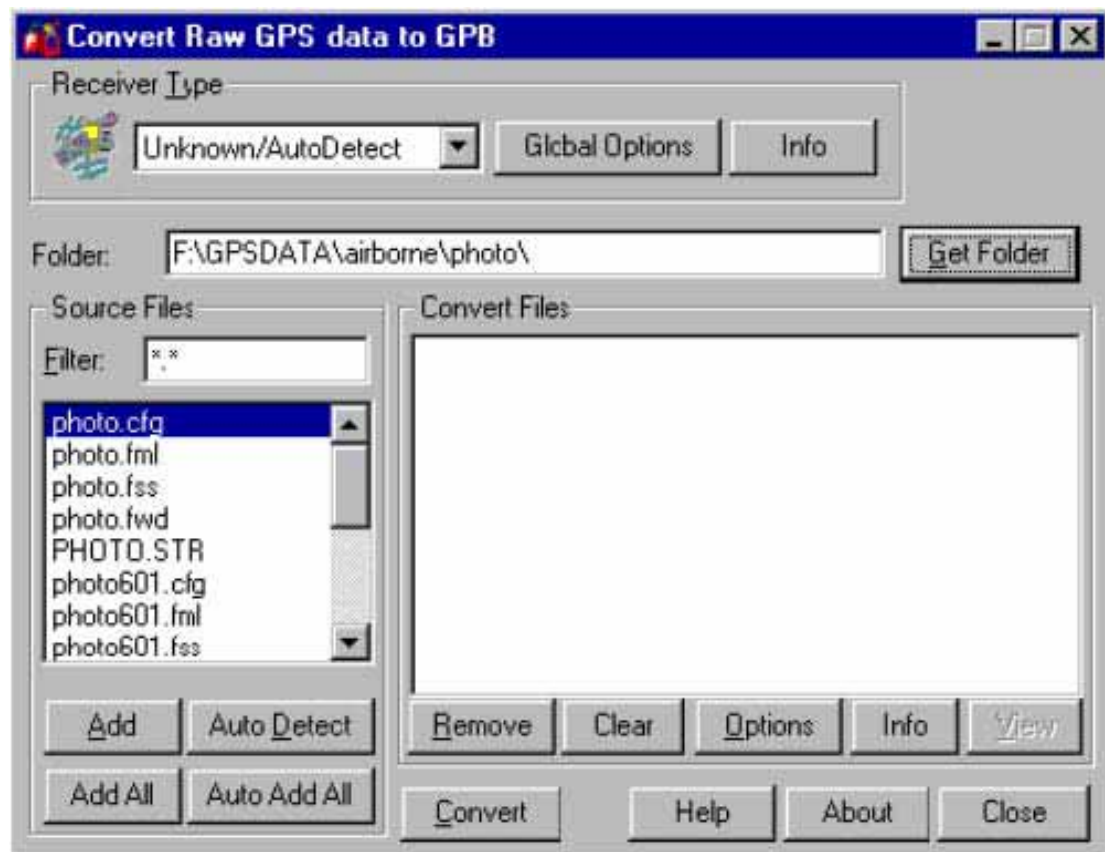 Convert Raw GPS data to GPB
Receiver Type
Unknown/AutoDetect
Global Options
Info
Folder:
F:\GPSDATA\airborne\photo\
Get Folder
Source Files
Filter:
*.*
photo.cfg
photo.fml
photo.fss
photo.fwd
PHOTO.STR
photo601.cfg
photo601.fml
photo601.fss
Add
Auto Detect
Add All
Auto Add All
Convert Files
Remove
Clear
Options
Info
View
Convert
Help
About
Close